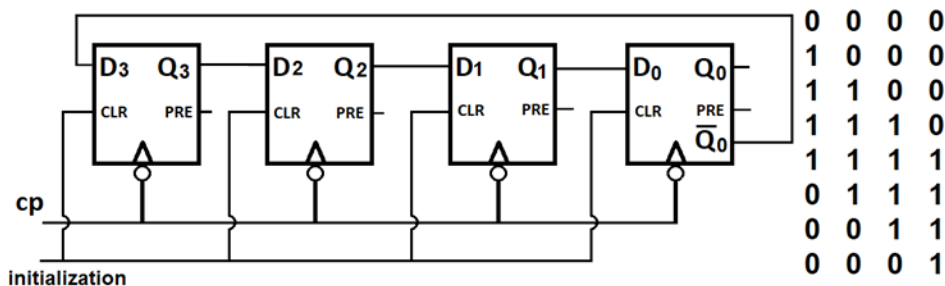 D3 Q3 D2 Q2 D1 Q1 D0 Q0
CLR PRE CLR PRE CLR PRE CLR PRE
Q̅0
cp
initialization
0 0 0 0
1 0 0 0
1 1 0 0
1 1 1 0
1 1 1 1
0 1 1 1
0 0 1 1
0 0 0 1